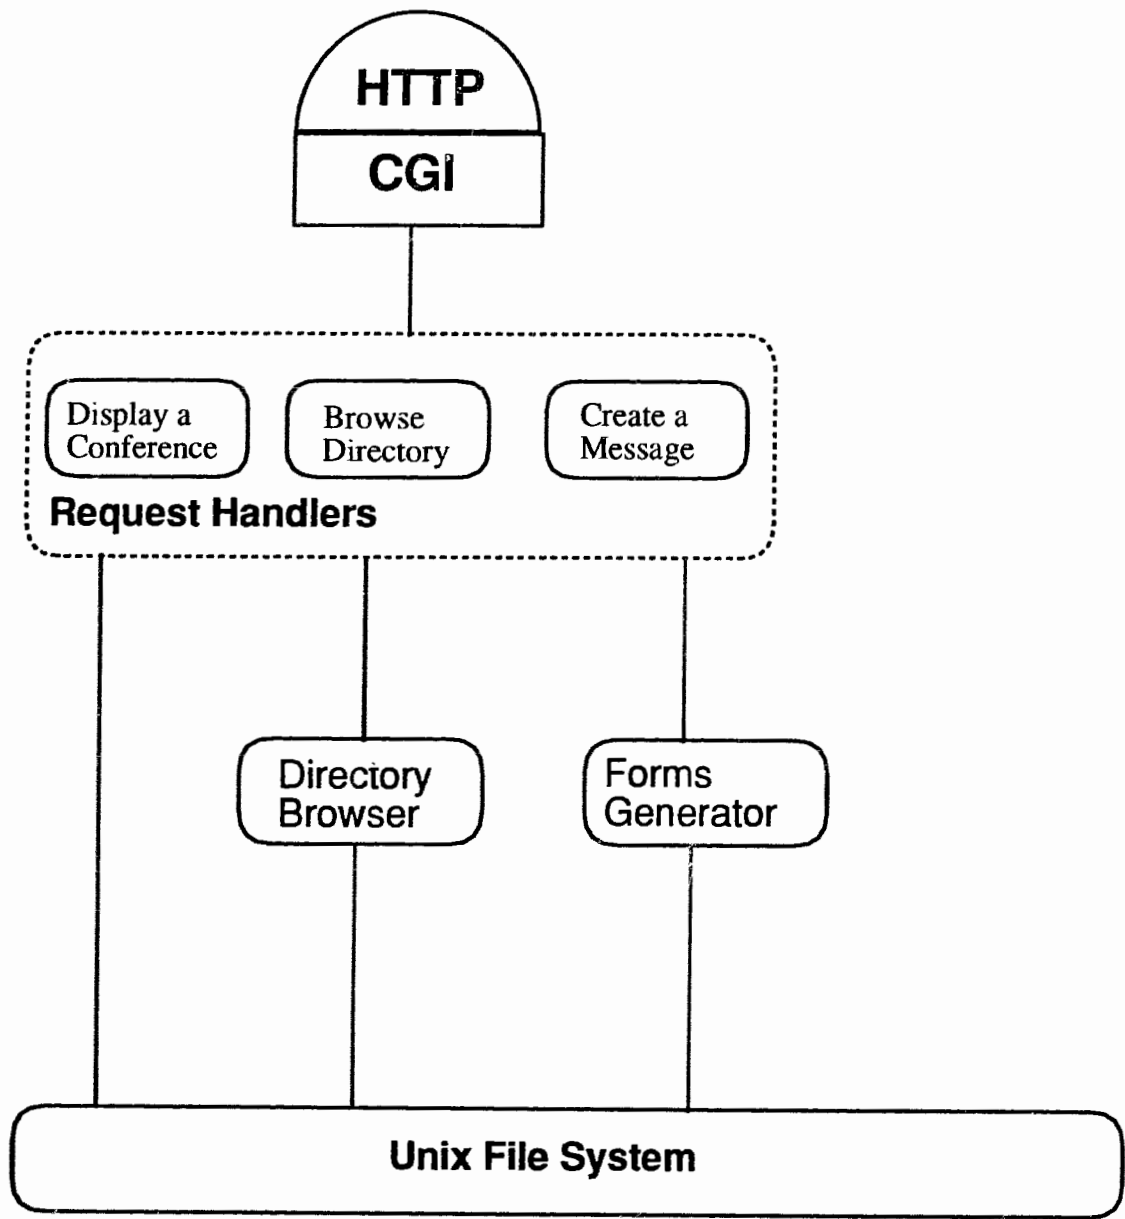 HTTP
CGI
Display a
Conference
Browse
Directory
Create a
Message
Request Handlers
Directory
Browser
Forms
Generator
Unix File System